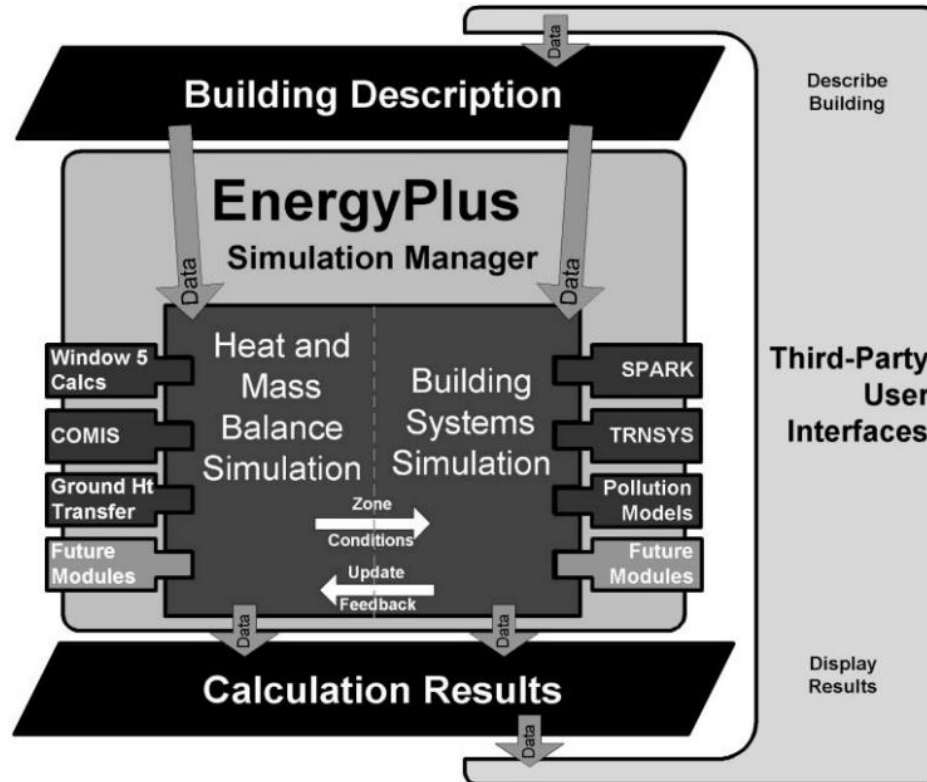 Data
Building Description
Describe
Building
EnergyPlus
Simulation Manager
Data
Data
Window 5
Calcs
COMIS
Ground Ht
Transfer
Future
Modules
Heat and
Mass
Balance
Simulation
Building
Systems
Simulation
Zone
Conditions
Update
Feedback
SPARK
TRNSYS
Pollution
Models
Future
Modules
Third-Party
User
Interfaces
Data
Data
Calculation Results
Display
Results
Data